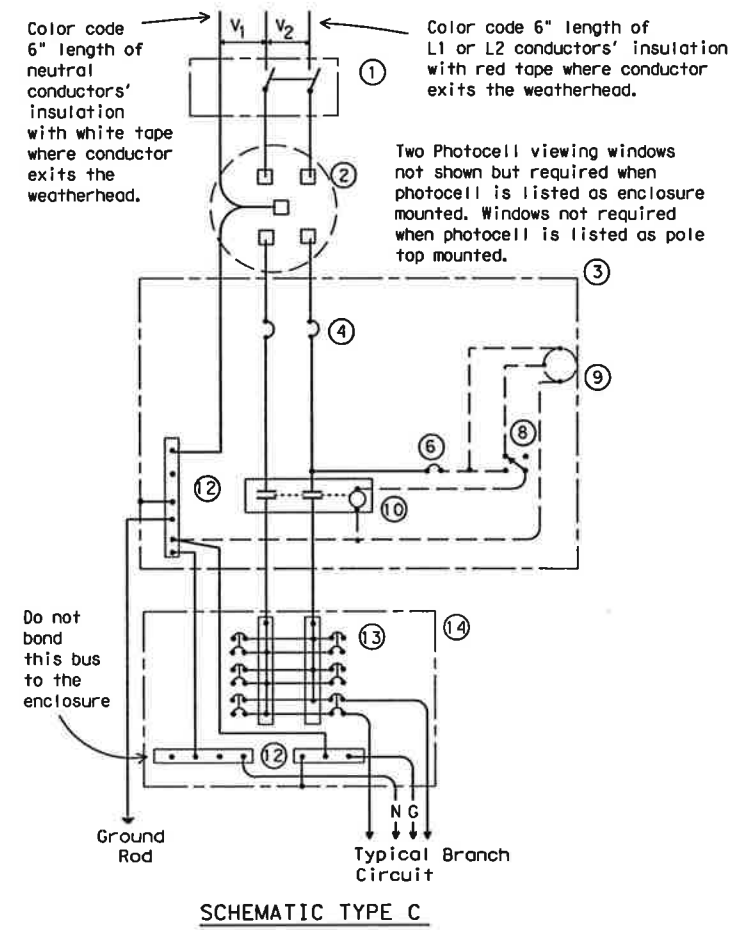 Color code
6" length of
neutral
conductors'
insulation
with white tape
where conductor
exits the
weatherhead.
V1
V2
Color code 6" length of
L1 or L2 conductors' insulation
with red tape where conductor
exits the weatherhead.
1
2
Two Photocell viewing windows
not shown but required when
photocell is listed as enclosure
mounted. Windows not required
when photocell is listed as pole
top mounted.
3
4
9
6
8
12
10
Do not
bond
this bus
to the
enclosure
13
14
12
N G
Ground
Rod
Typical Branch
Circuit
SCHEMATIC TYPE C